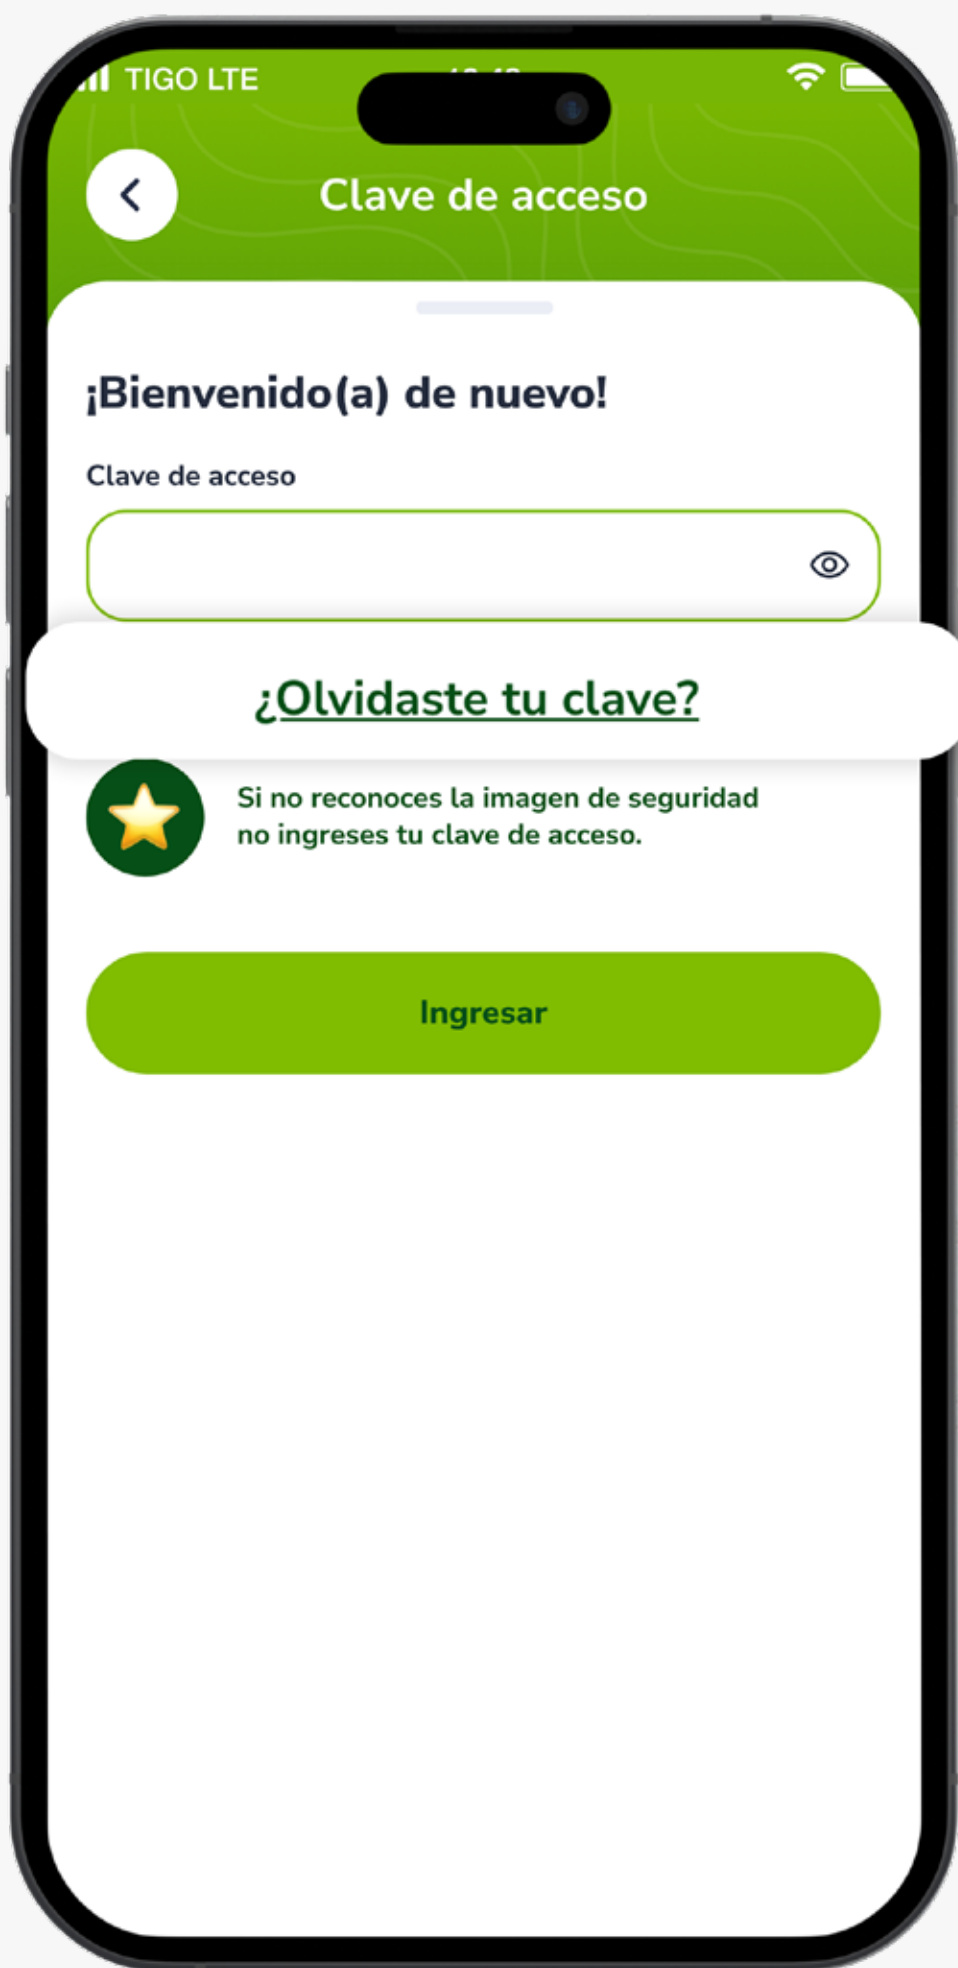 TIGO LTE
Clave de acceso
¡Bienvenido(a) de nuevo!
Clave de acceso
¿Olvidaste tu clave?
Si no reconoces la imagen de seguridad
no ingreses tu clave de acceso.
Ingresar